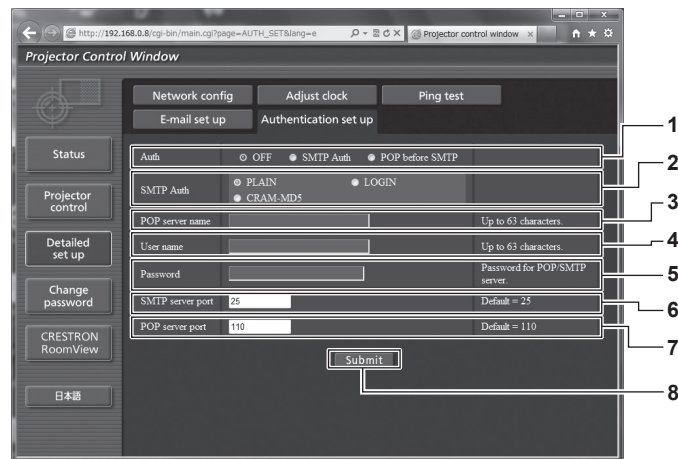 http://192.168.0.8/cgi-bin/main.cgi?page=AUTH_SET&lang=e
Projector control window
Projector Control Window
Network config Adjust clock Ping test
E-mail set up Authentication set up
1
Status
Auth OFF SMTP Auth POP before SMTP
2
SMTP Auth PLAIN LOGIN
CRAM-MD5
Projector
control
3
POP server name Up to 63 characters.
4
Detailed
set up
User name Up to 63 characters.
5
Password Password for POP/SMTP
server.
Change
password
6
SMTP server port 25 Default = 25
7
POP server port 110 Default = 110
CRESTRON
RoomView
Submit
8
日本語